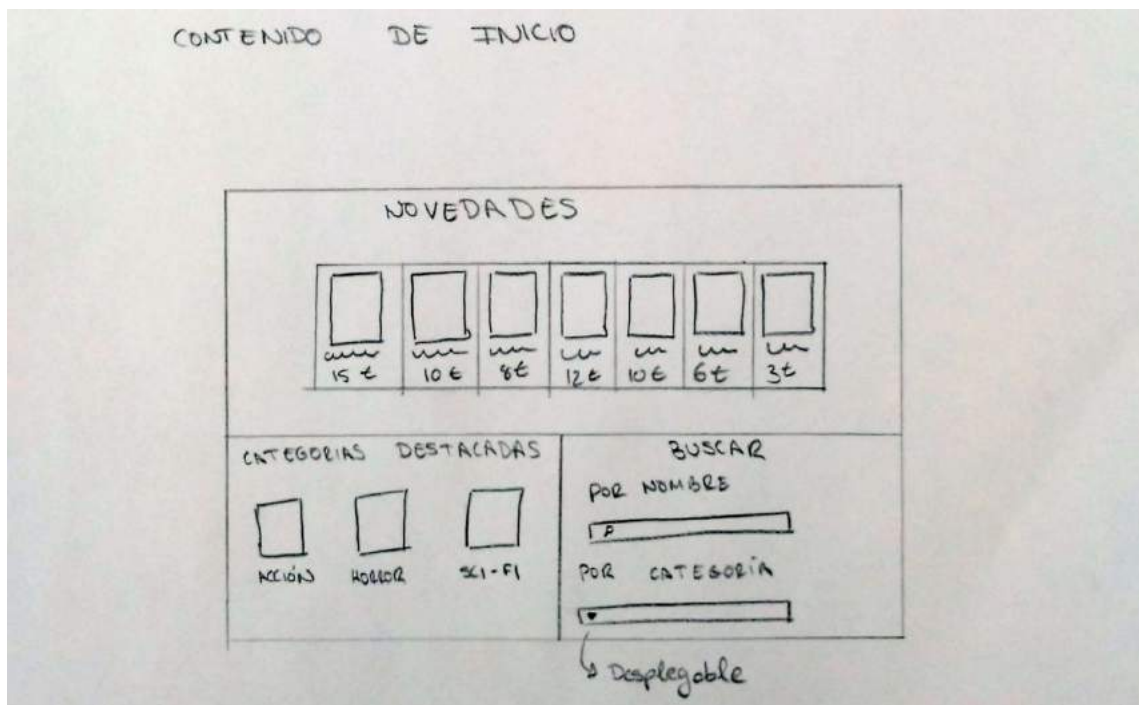 CONTENIDO DE INICIO
NOVEDADES
15 € 10 € 8€ 12€ 10€ 6€ 3€
CATEGORIAS DESTACADAS
ACCIÓN HORROR SCI-FI
BUSCAR
POR NOMBRE
POR CATEGORÍA
Desplegable